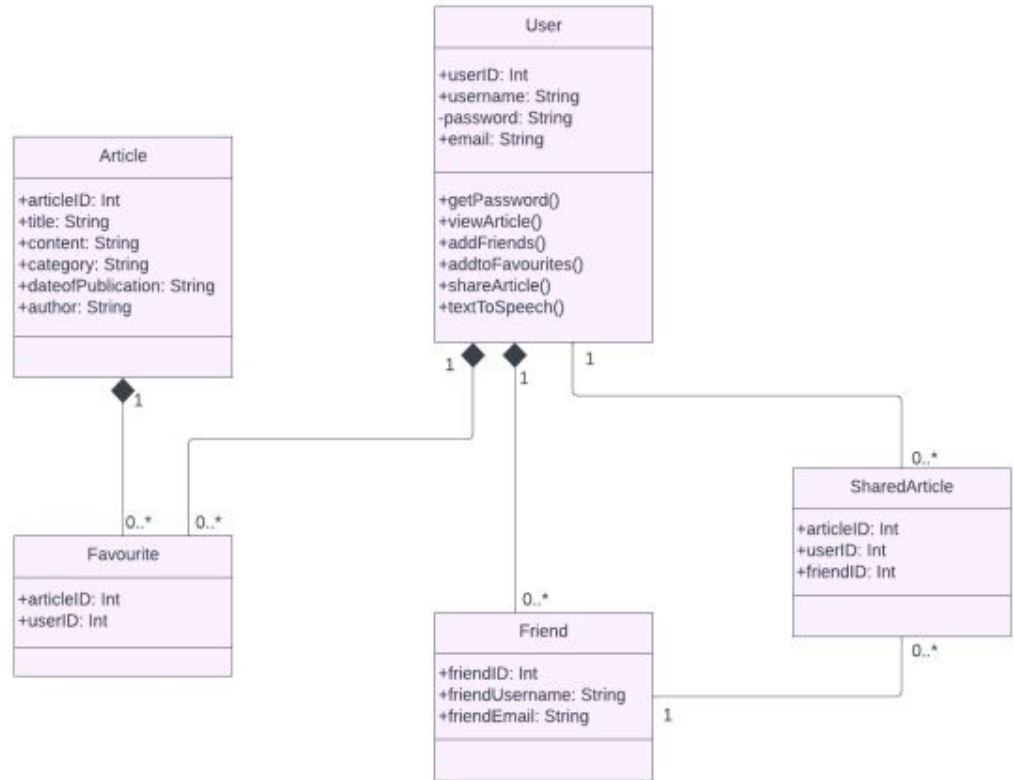 User
+userID: Int
+username: String
-password: String
+email: String
+getPassword()
+viewArticle()
+addFriends()
+addtoFavourites()
+shareArticle()
+textToSpeech()
Article
+articleID: Int
+title: String
+content: String
+category: String
+dateofPublication: String
+author: String
1
1
1
1
0..*
0..*
0..*
0..*
Favourite
+articleID: Int
+userID: Int
SharedArticle
+articleID: Int
+userID: Int
+friendID: Int
0..*
Friend
+friendID: Int
+friendUsername: String
+friendEmail: String
1